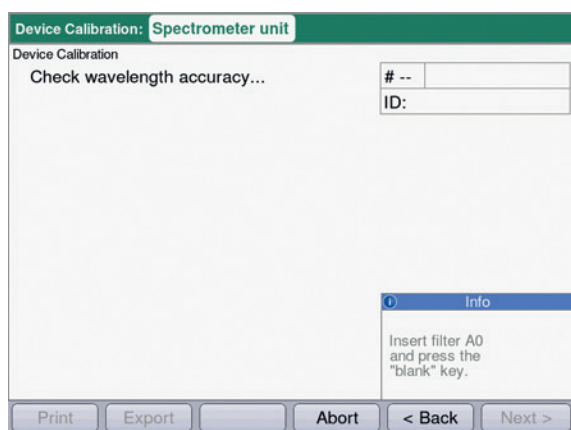 Device Calibration: Spectrometer unit
Device Calibration
Check wavelength accuracy...
# --
ID:
Info
Insert filter A0
and press the
"blank" key.
Print Export Abort < Back Next >